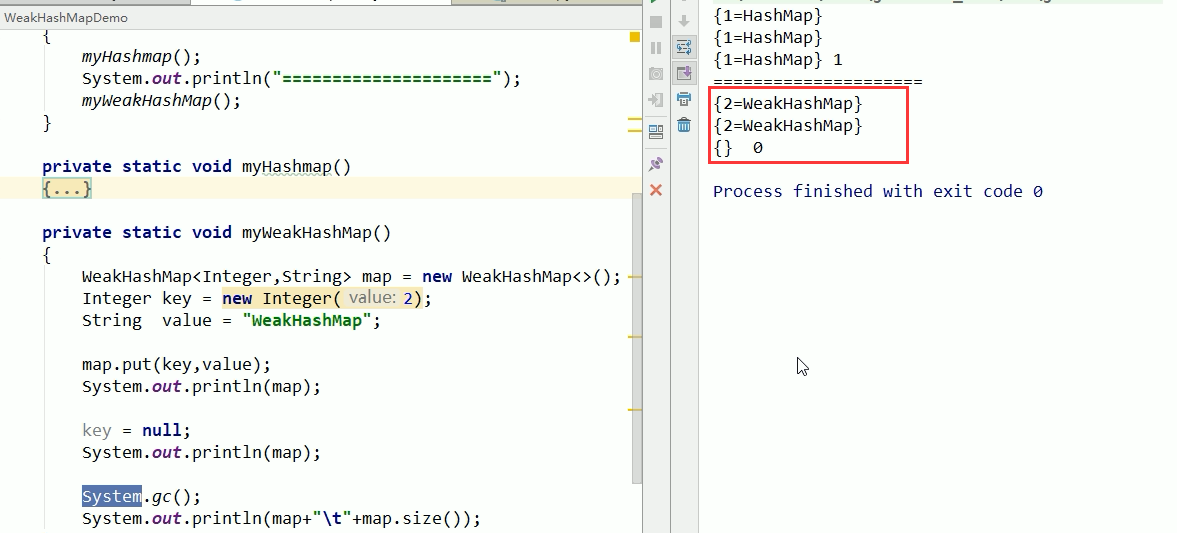 WeakHashMapDemo
{
myHashmap();
System.out.println("=====================");
myWeakHashMap();
}
private static void myHashmap()
{...}
private static void myWeakHashMap()
{
WeakHashMap<Integer,String> map = new WeakHashMap<>();
Integer key = new Integer( value: 2);
String value = "WeakHashMap";
map.put(key,value);
System.out.println(map);
key = null;
System.out.println(map);
System.gc();
System.out.println(map+"\t"+map.size());
{1=HashMap}
{1=HashMap}
{1=HashMap} 1
=====================
{2=WeakHashMap}
{2=WeakHashMap}
{} 0
Process finished with exit code 0